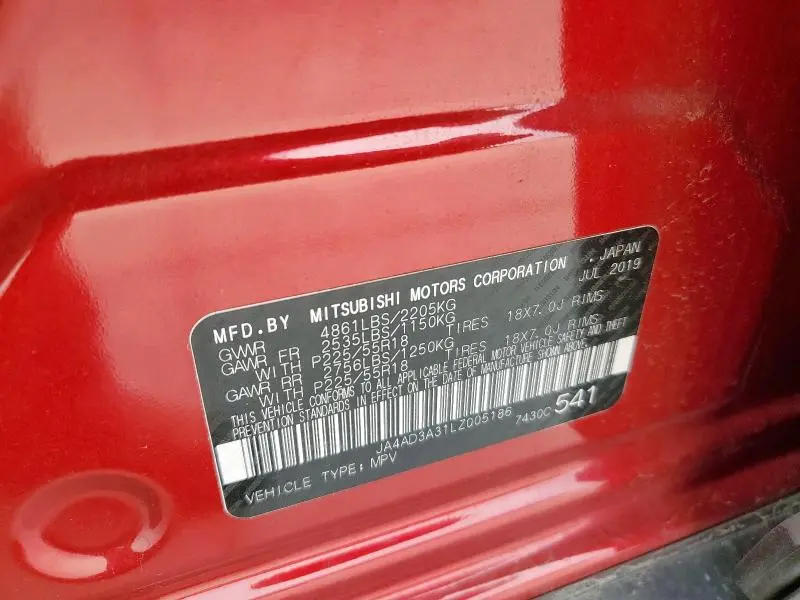 MFD.BY MITSUBISHI MOTORS CORPORATION . JAPAN
JUL 2019
GVWR 4861LBS/2205KG
GAWR FR 2535LBS/1150KG
WITH P225/55R18 TIRES 18X7.0J RIMS
GAWR RR 2756LBS/1250KG
WITH P225/55R18 TIRES 18X7.0J RIMS
THIS VEHICLE CONFORMS TO ALL APPLICABLE FEDERAL MOTOR VEHICLE SAFETY AND THEFT
PREVENTION STANDARDS IN EFFECT ON THE DATE OF MANUFACTURE SHOWN ABOVE.
JA4AD3A31LZ005186 7430C 541
VEHICLE TYPE: MPV